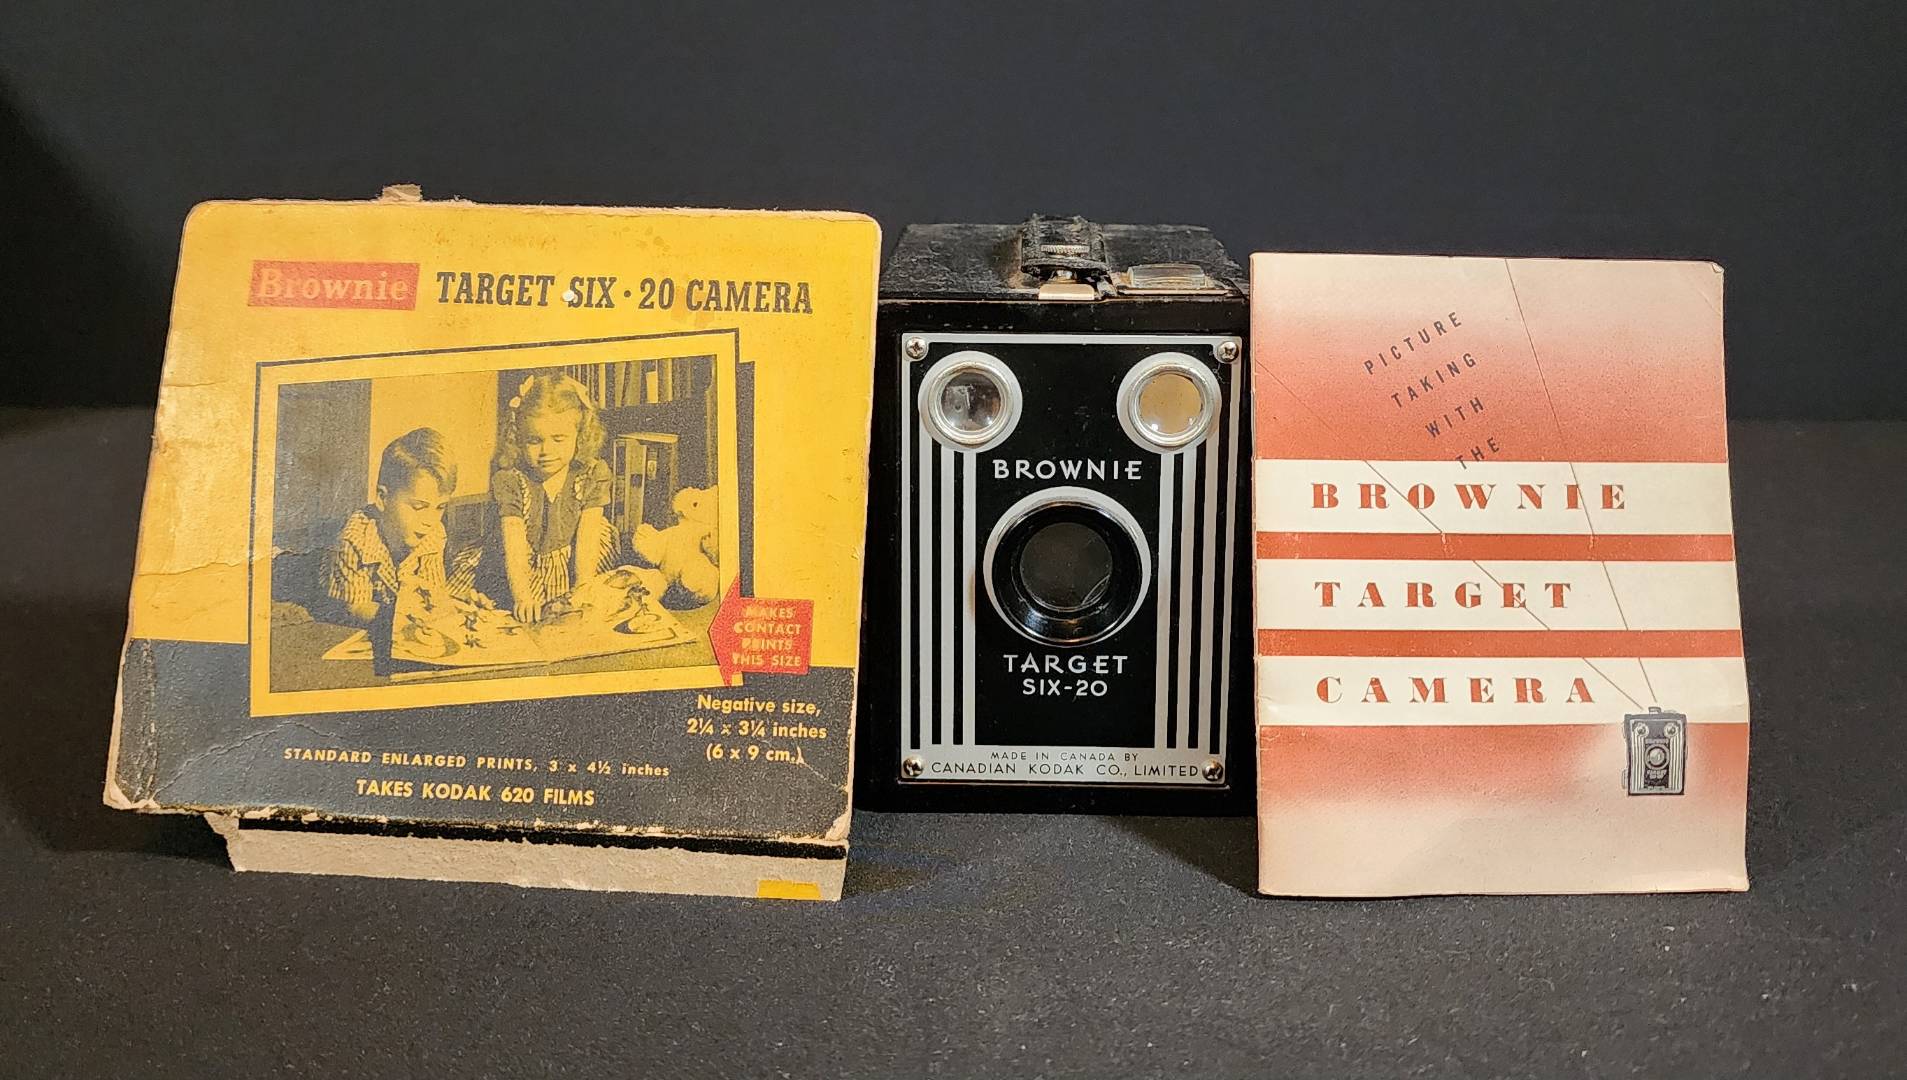 Brownie TARGET SIX·20 CAMERA
MAKES
CONTACT
PRINTS
THIS SIZE
Negative size,
2¼ x 3¼ inches
(6 x 9 cm.)
STANDARD ENLARGED PRINTS, 3 x 4½ inches
TAKES KODAK 620 FILMS
BROWNIE
TARGET
SIX-20
MADE IN CANADA BY
CANADIAN KODAK CO., LIMITED
PICTURE
TAKING
WITH
THE
BROWNIE
TARGET
CAMERA